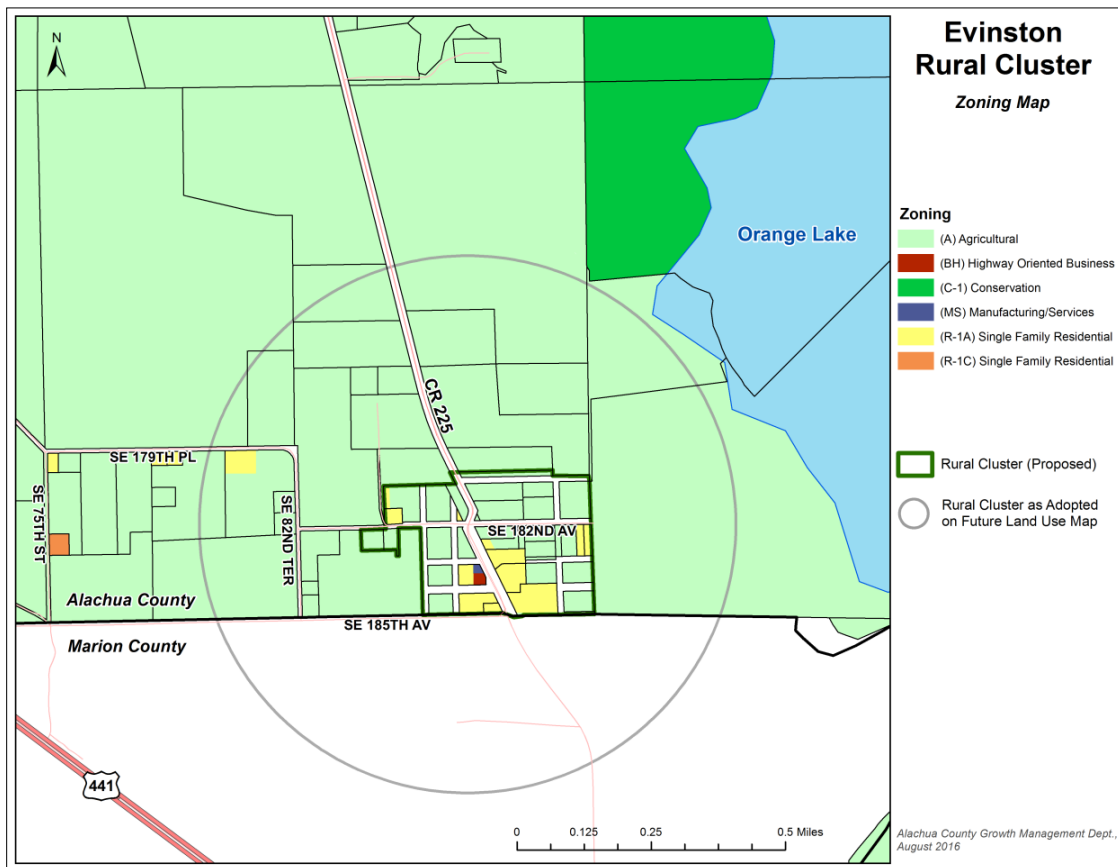 Evinston
Rural Cluster
Zoning Map
N
Orange Lake
CR 225
SE 179TH PL
SE 75TH ST
SE 82ND TER
SE 182ND AV
Alachua County
SE 185TH AV
Marion County
441
0 0.125 0.25 0.5 Miles
Zoning
(A) Agricultural
(BH) Highway Oriented Business
(C-1) Conservation
(MS) Manufacturing/Services
(R-1A) Single Family Residential
(R-1C) Single Family Residential
Rural Cluster (Proposed)
Rural Cluster as Adopted
on Future Land Use Map
Alachua County Growth Management Dept.,
August 2016